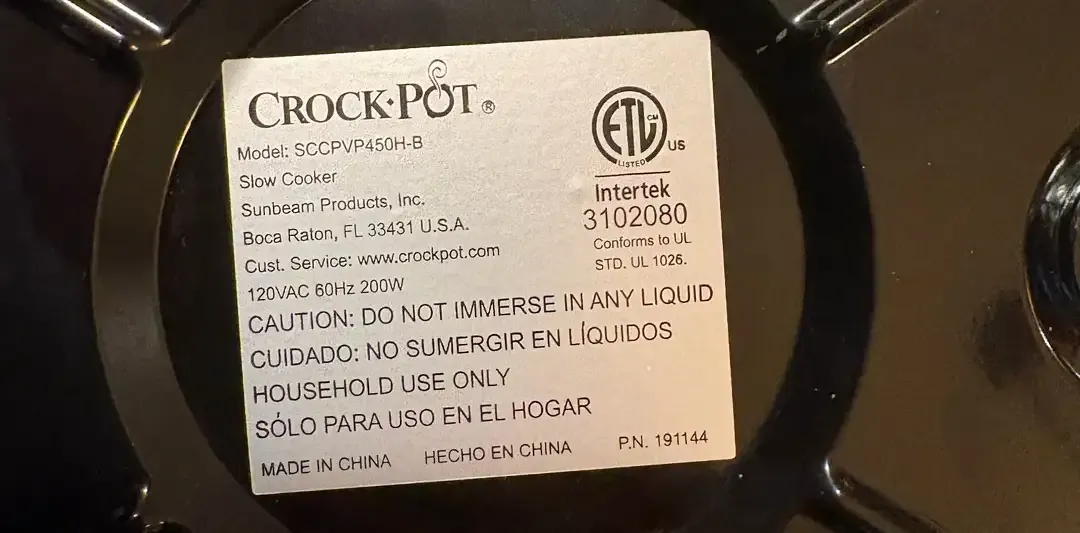 CROCK·POT®
Model: SCCPVP450H-B
Slow Cooker
Sunbeam Products, Inc.
Boca Raton, FL 33431 U.S.A.
Cust. Service: www.crockpot.com
120VAC 60Hz 200W
ETL CM
LISTED
US
Intertek
3102080
Conforms to UL
STD. UL 1026.
CAUTION: DO NOT IMMERSE IN ANY LIQUID
CUIDADO: NO SUMERGIR EN LÍQUIDOS
HOUSEHOLD USE ONLY
SÓLO PARA USO EN EL HOGAR
MADE IN CHINA HECHO EN CHINA P.N. 191144